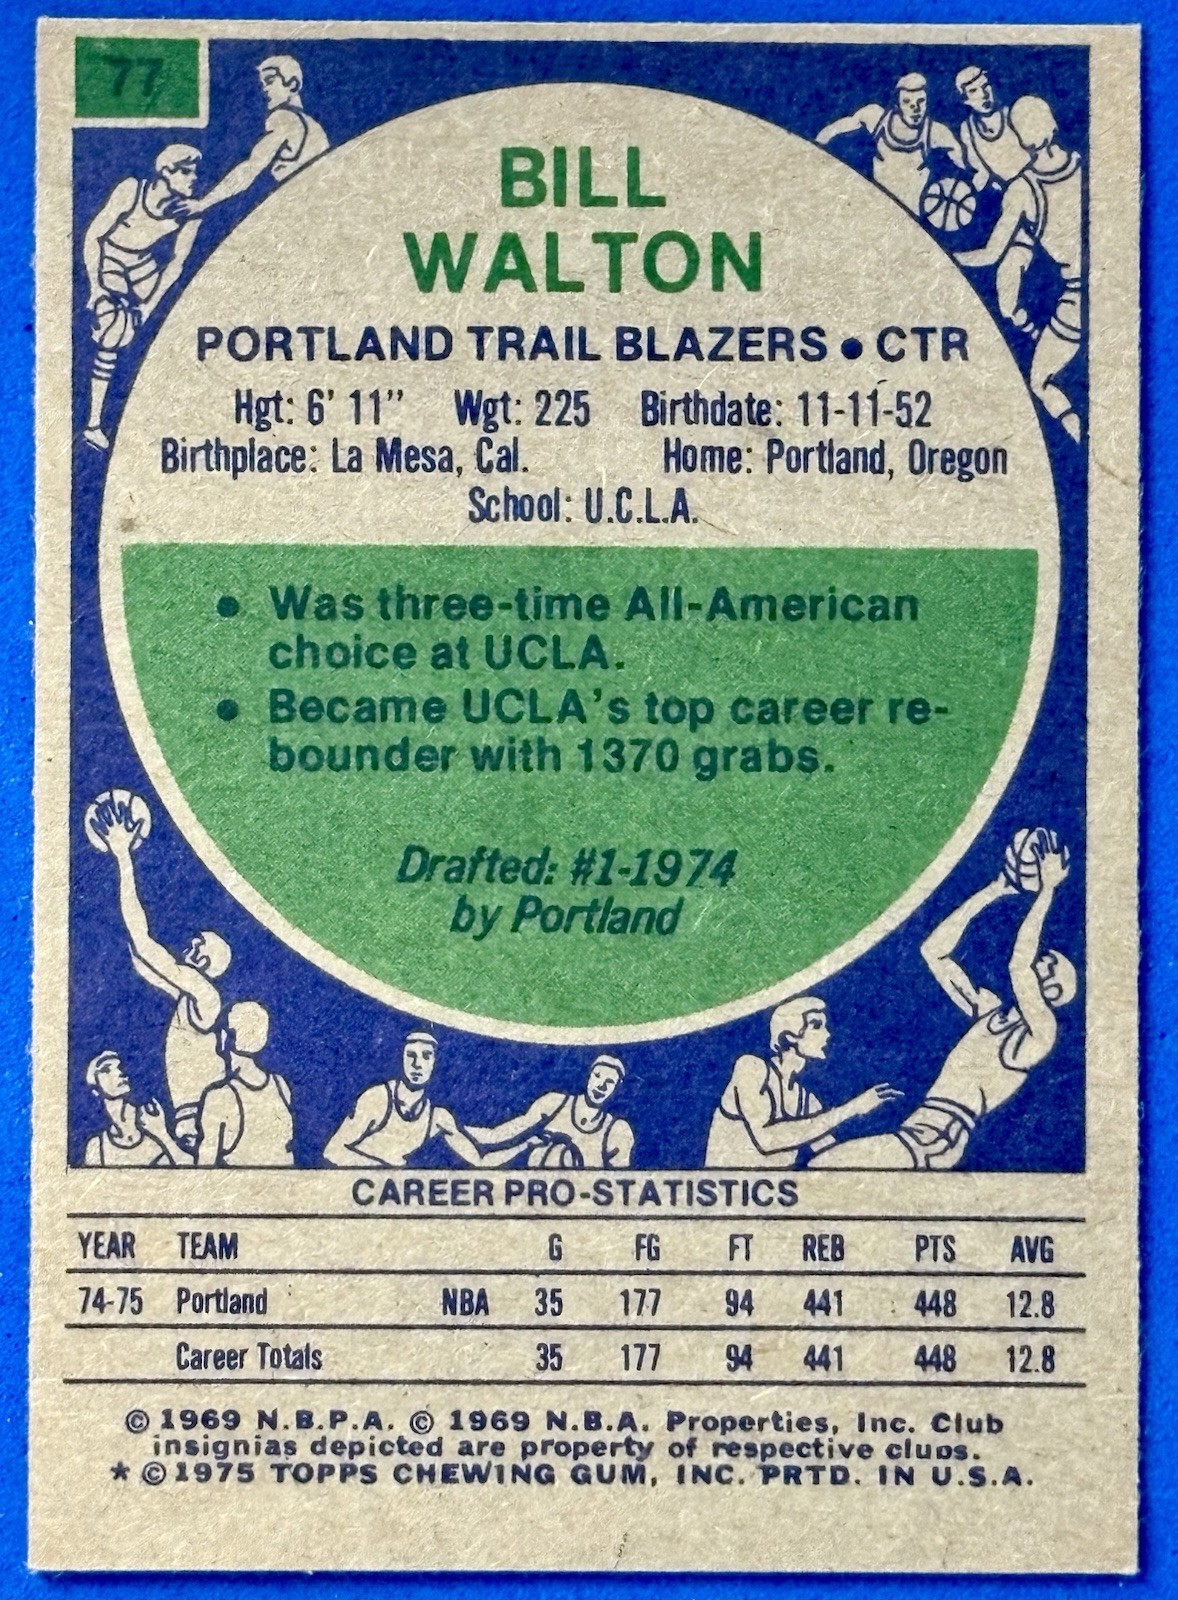 77
BILL
WALTON
PORTLAND TRAIL BLAZERS • CTR
Hgt: 6' 11" Wgt: 225 Birthdate: 11-11-52
Birthplace: La Mesa, Cal. Home: Portland, Oregon
School: U.C.L.A.
• Was three-time All-American
choice at UCLA.
• Became UCLA's top career re-
bounder with 1370 grabs.
Drafted: #1-1974
by Portland
CAREER PRO-STATISTICS
YEAR TEAM G FG FT REB PTS AVG
74-75 Portland NBA 35 177 94 441 448 12.8
Career Totals 35 177 94 441 448 12.8
© 1969 N.B.P.A. © 1969 N.B.A. Properties, Inc. Club
insignias depicted are property of respective clubs.
* © 1975 TOPPS CHEWING GUM, INC. PRTD. IN U.S.A.